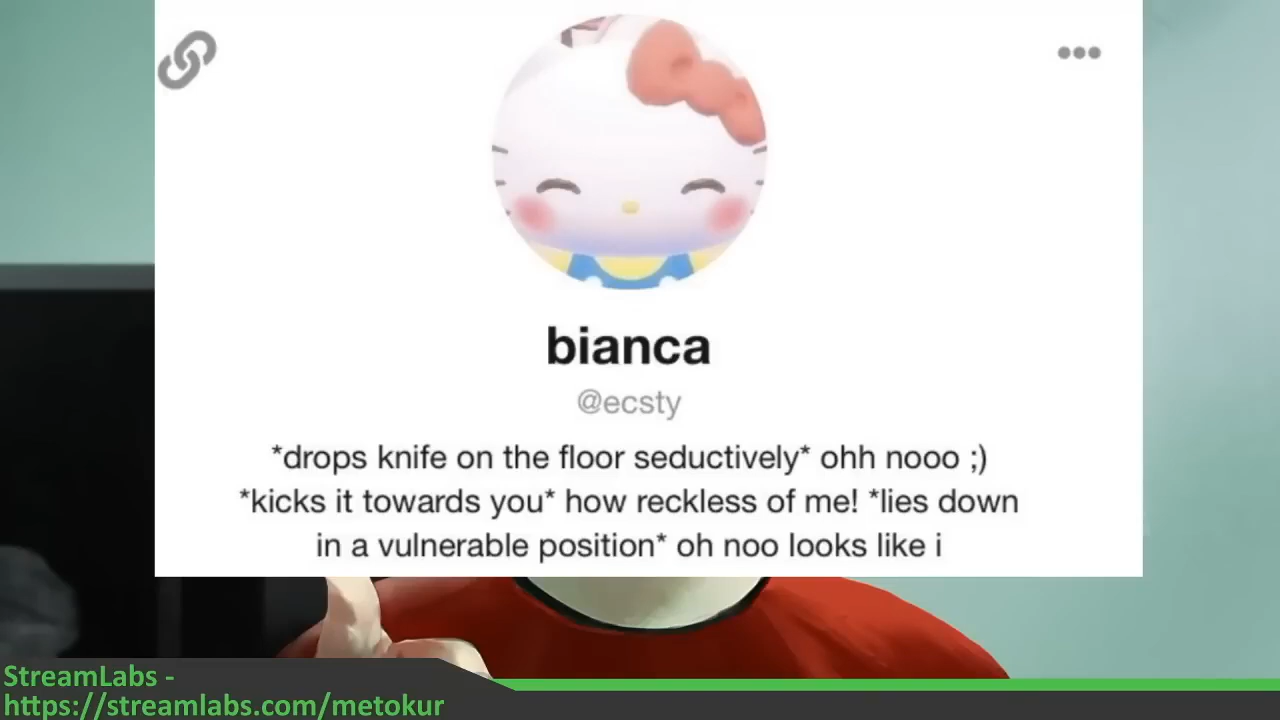 bianca
@ecsty
*drops knife on the floor seductively* ohh nooo ;)
*kicks it towards you* how reckless of me! *lies down
in a vulnerable position* oh noo looks like i
StreamLabs -
https://streamlabs.com/metokur